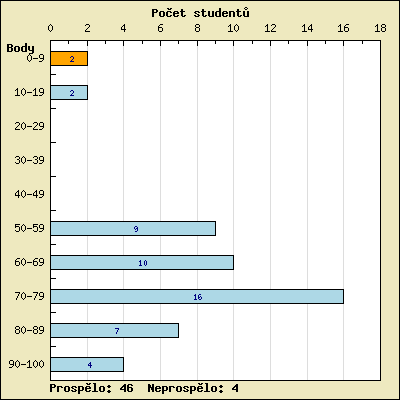 Počet studentů
0 2 4 6 8 10 12 14 16 18
Body
0-9 2
10-19 2
20-29
30-39
40-49
50-59 9
60-69 10
70-79 16
80-89 7
90-100 4
Prospělo: 46 Neprospělo: 4